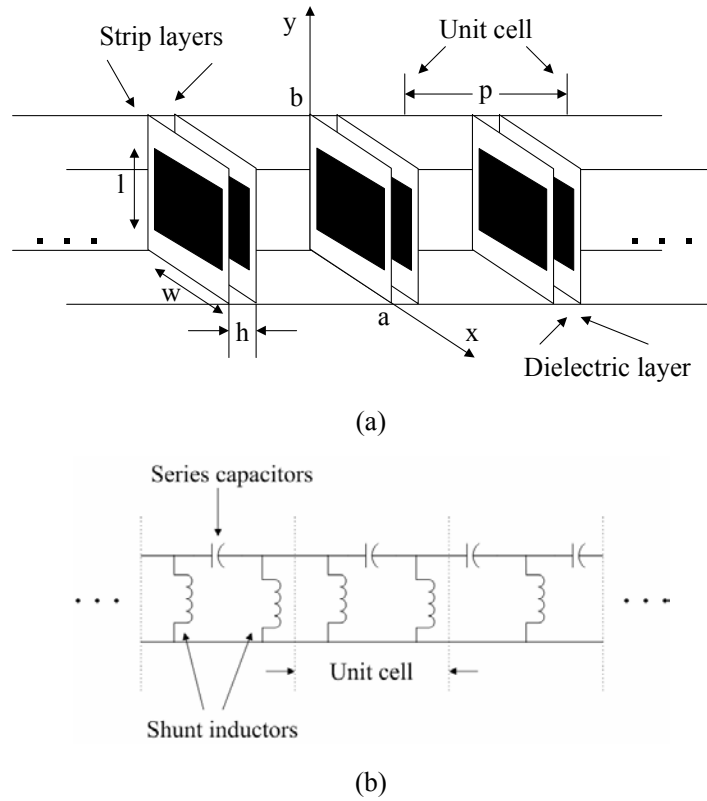 y
Strip layers
Unit cell
b
p
l
w
h
a
x
Dielectric layer
. . .
. . .
(a)
Series capacitors
. . .
. . .
Unit cell
Shunt inductors
(b)